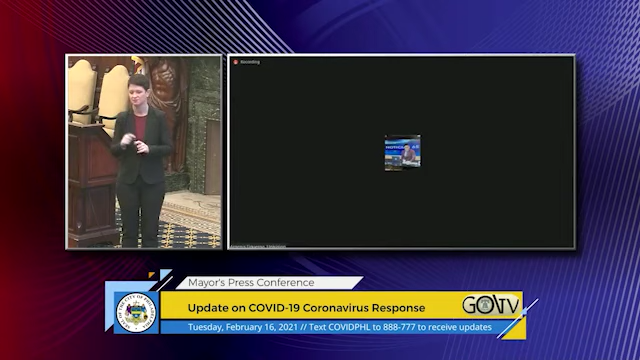 Recording
Mayor's Press Conference
Update on COVID-19 Coronavirus Response
GOVTV
Tuesday, February 16, 2021 // Text COVIDPHL to 888-777 to receive updates